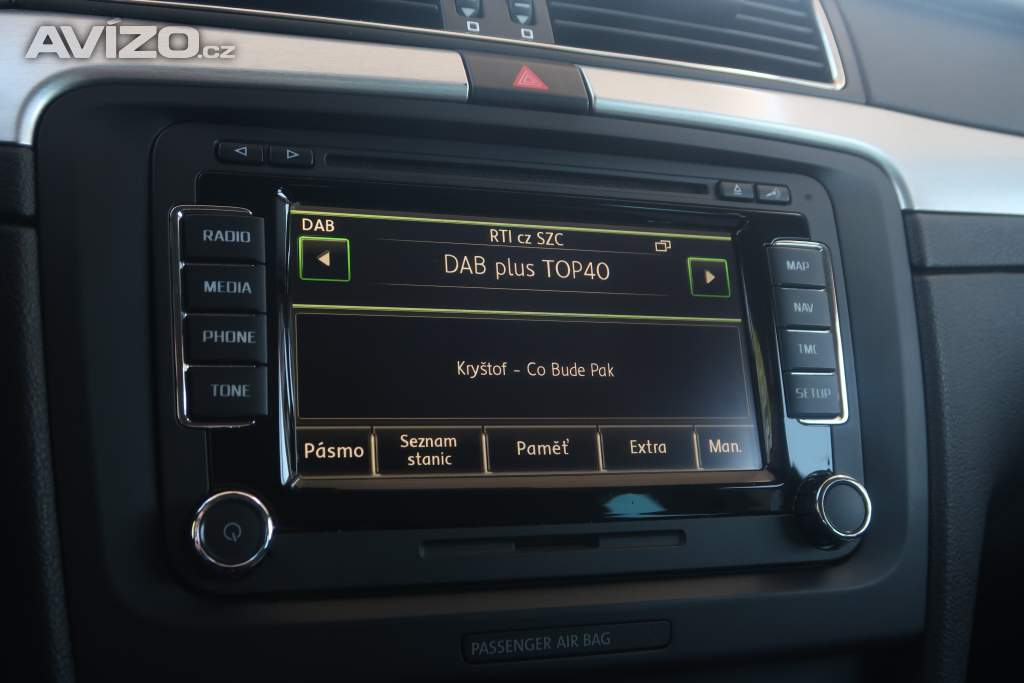 AVÍZO.cz
RADIO
MEDIA
PHONE
TONE
DAB
RTI cz SZC
DAB plus TOP40
Kryštof - Co Bude Pak
Pásmo
Seznam
stanic
Paměť
Extra
Man.
MAP
NAV
TMC
SETUP
PASSENGER AIR BAG